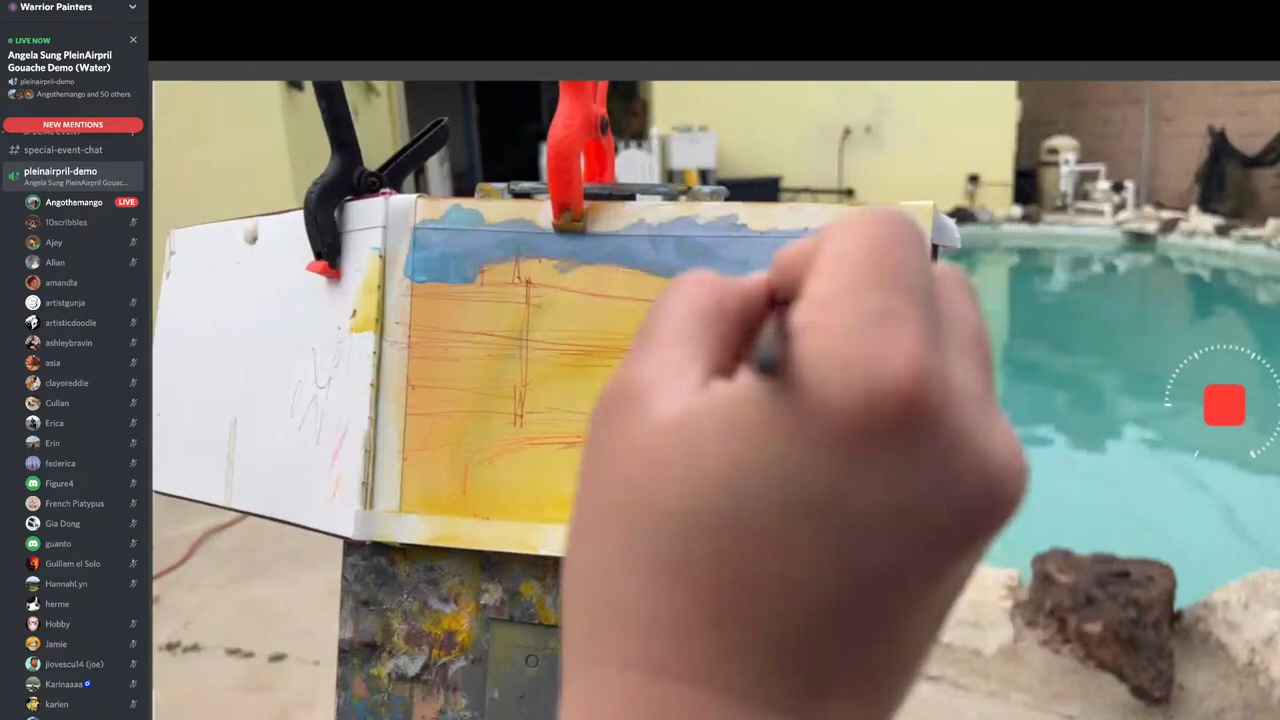 Warrior Painters
LIVE NOW
Angela Sung PleinAirpril
Gouache Demo (Water)
pleinairpril-demo
Angothemango and 50 others
NEW MENTIONS
SPECIAL EVENT
# special-event-chat
pleinairpril-demo
Angela Sung PleinAirpril Gouac...
Angothemango LIVE
10scribbles
Ajey
Alian
amandla
artistgunja
artisticdoodle
ashleybravin
asia
clayoreddie
Cullan
Erica
Erin
federica
Figure4
French Platypus
Gia Dong
guanto
Guillem el Solo
HannahLyn
herme
Hobby
Jamie
jiovescu14 (joe)
Karinaaaa
karlen